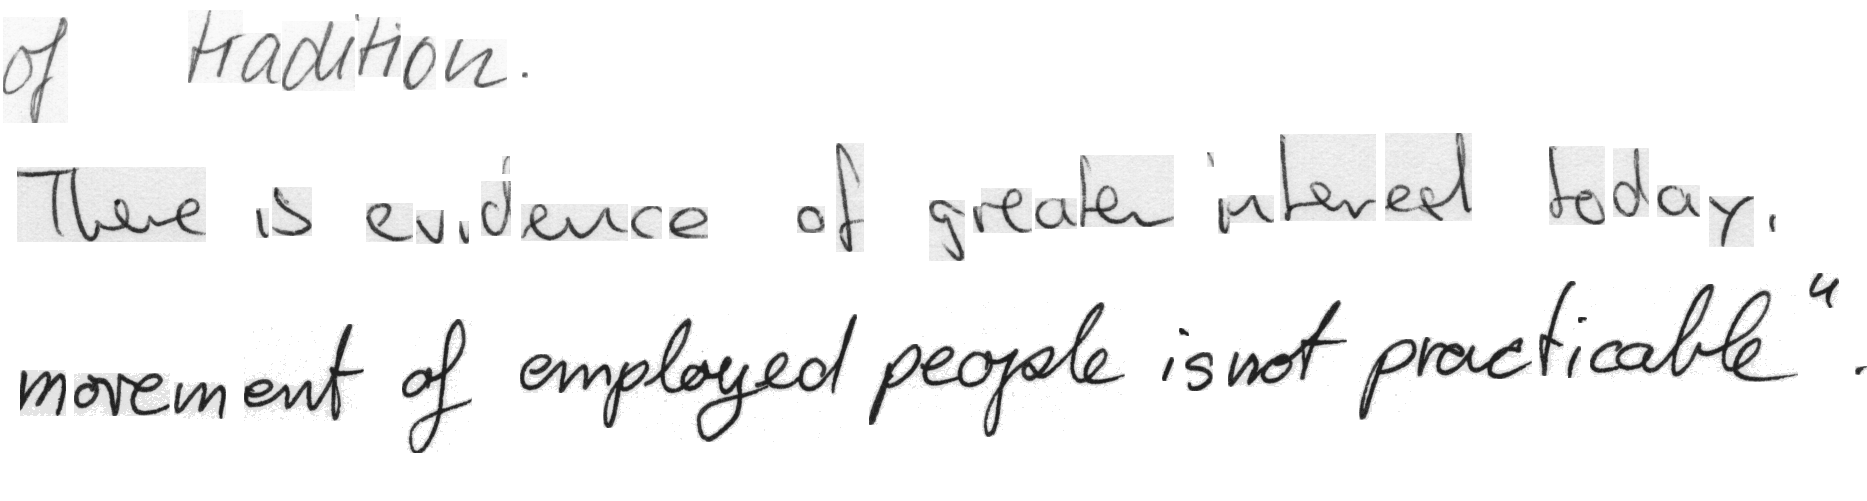 of tradition.
There is evidence of greater interest today.
movement of employed people is not practicable".